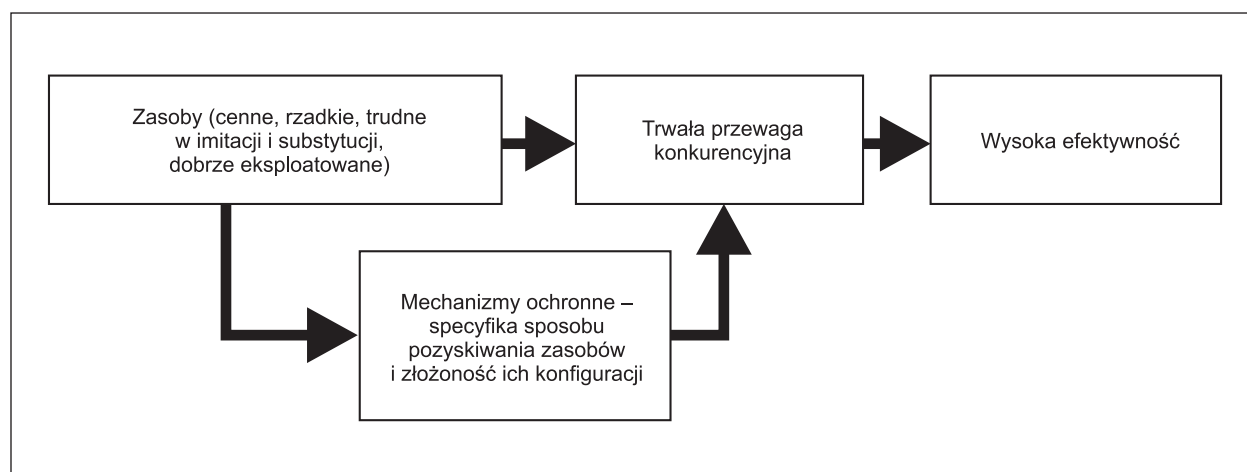 Zasoby (cenne, rzadkie, trudne
w imitacji i substytucji,
dobrze eksploatowane)
Trwała przewaga
konkurencyjna
Wysoka efektywność
Mechanizmy ochronne –
specyfika sposobu
pozyskiwania zasobów
i złożoność ich konfiguracji